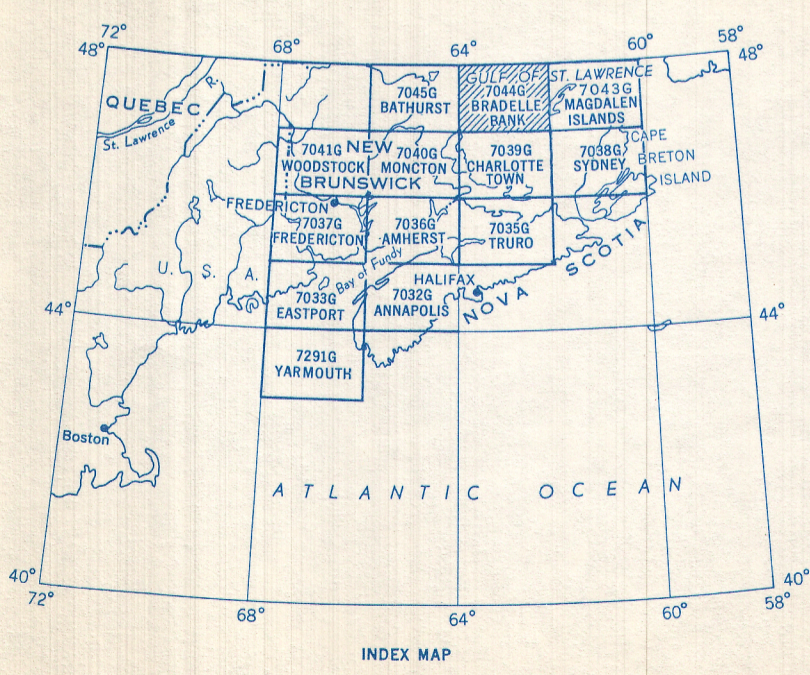 72°
68°
64°
60°
58°
48°
48°
QUEBEC
R.
St. Lawrence
GULF OF ST. LAWRENCE
7045G
BATHURST
7044G
BRADELLE
BANK
7043G
MAGDALEN
ISLANDS
NEW
BRUNSWICK
7041G
WOODSTOCK
7040G
MONCTON
7039G
CHARLOTTE
TOWN
7038G
SYDNEY
CAPE
BRETON
ISLAND
FREDERICTON
7037G
FREDERICTON
7036G
AMHERST
7035G
TRURO
U. S. A.
Bay of Fundy
HALIFAX
NOVA SCOTIA
7033G
EASTPORT
7032G
ANNAPOLIS
44°
44°
7291G
YARMOUTH
Boston
ATLANTIC OCEAN
40°
40°
72°
68°
64°
60°
58°
INDEX MAP